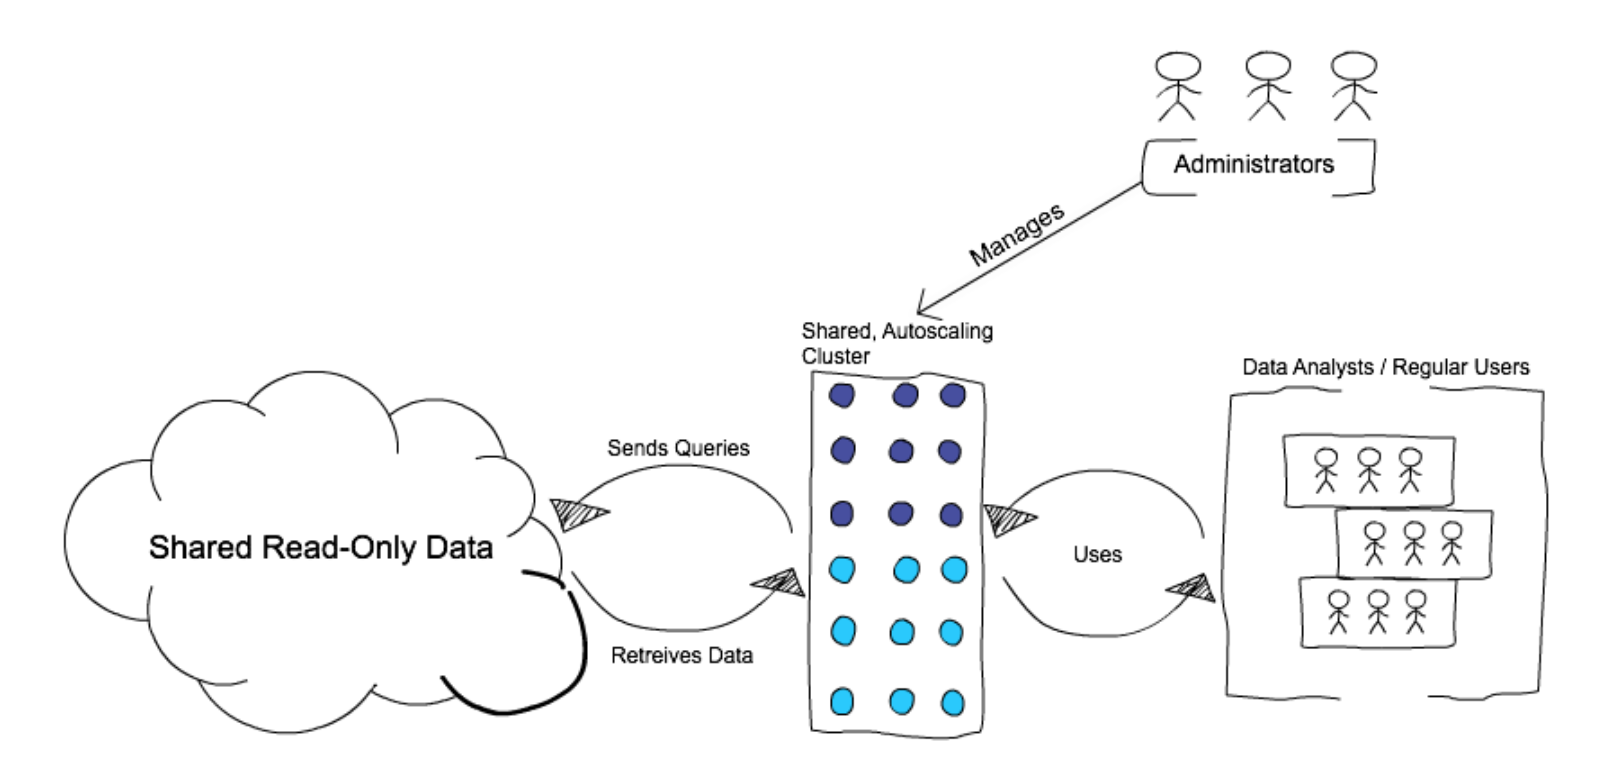 Administrators
Manages
Shared, Autoscaling
Cluster
Data Analysts / Regular Users
Sends Queries
Shared Read-Only Data
Uses
Retreives Data